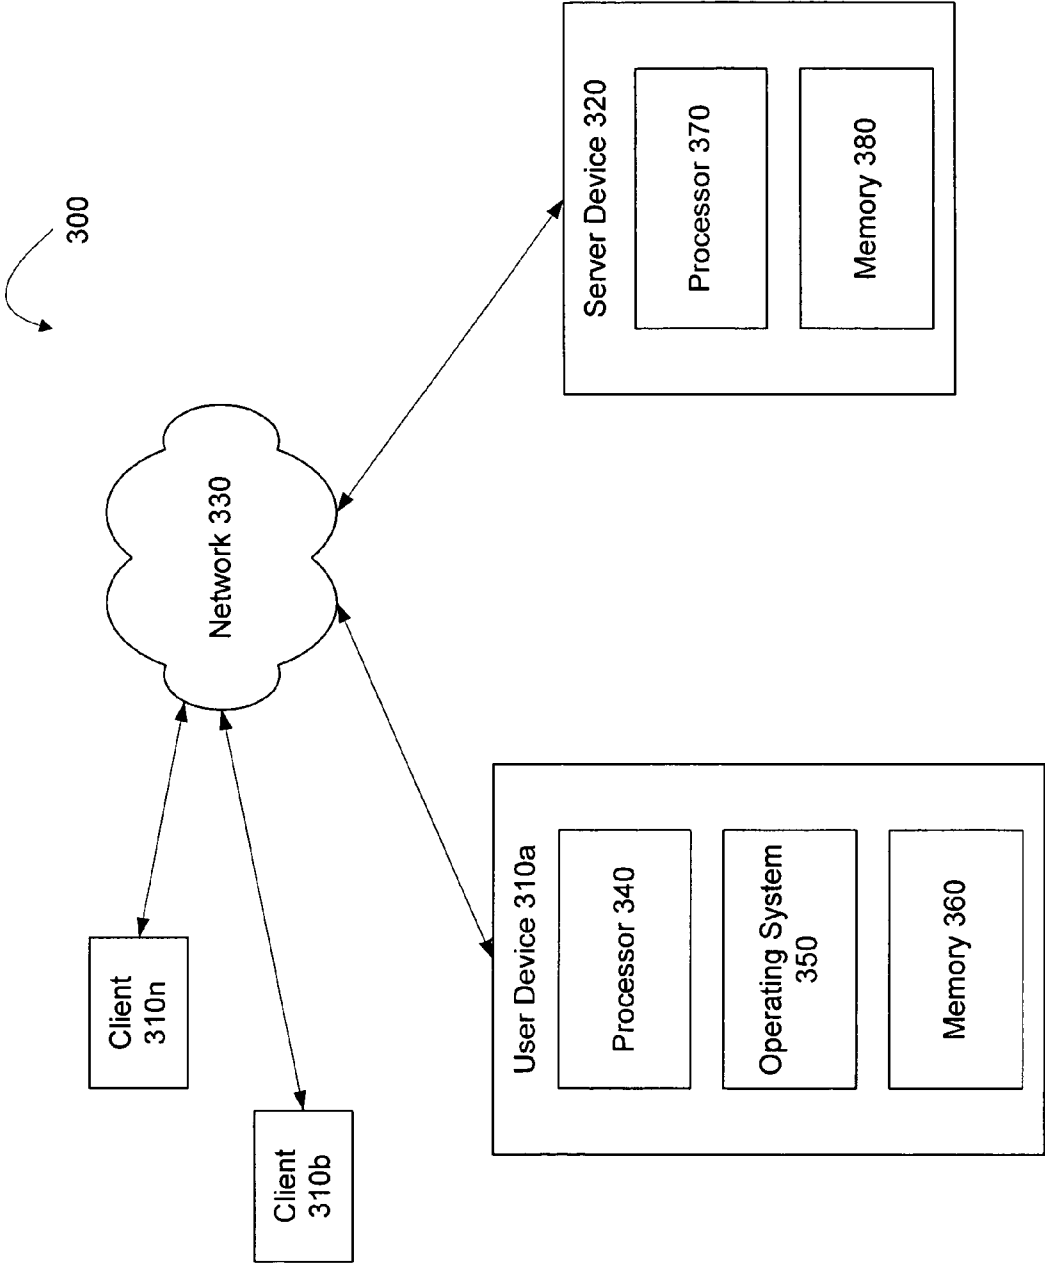 300
Client
310n
Client
310b
Network 330
User Device 310a
Processor 340
Operating System
350
Memory 360
Server Device 320
Processor 370
Memory 380